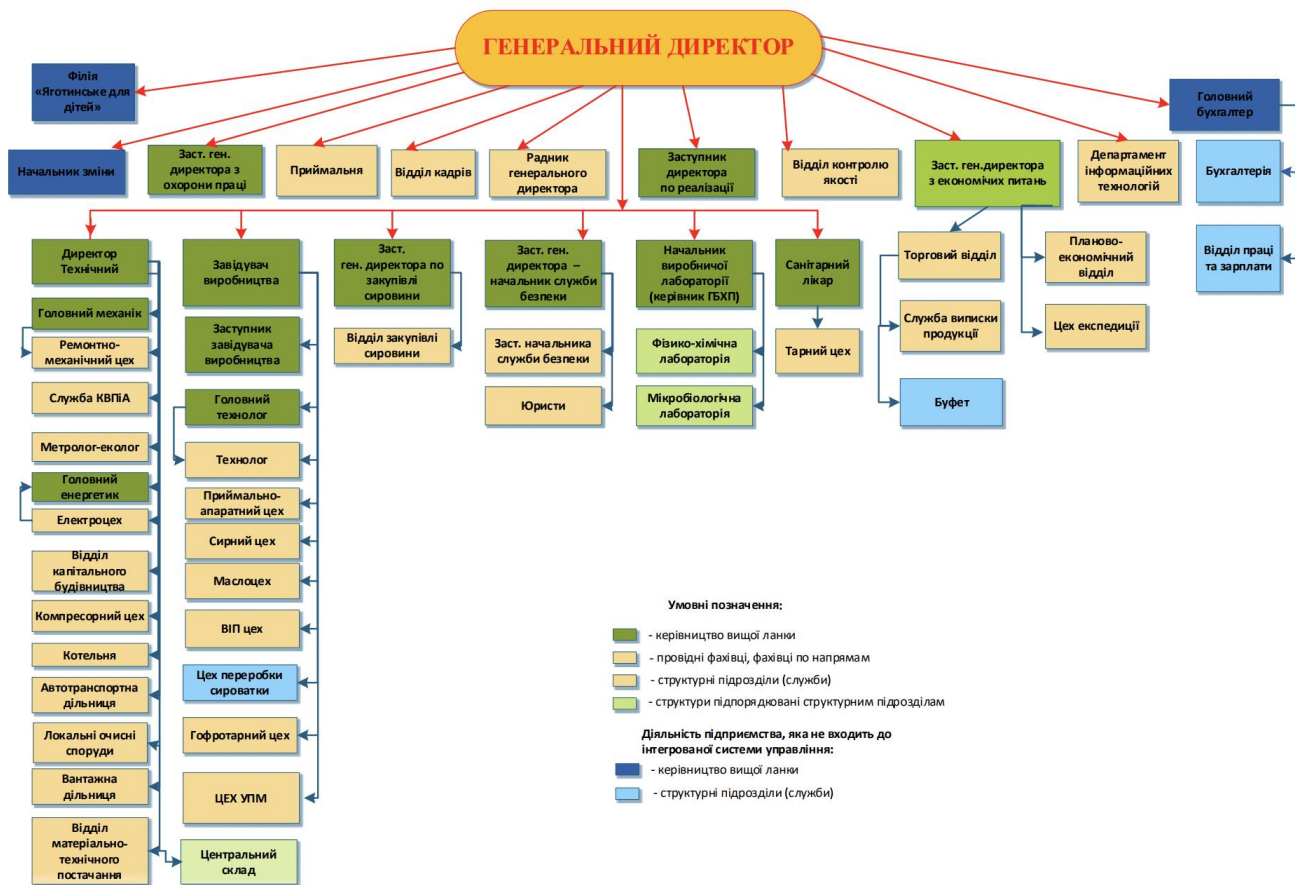 ГЕНЕРАЛЬНИЙ ДИРЕКТОР
Філія
«Яготинське для
дітей»
Головний
бухгалтер
Начальник зміни
Заст. ген.
директора з
охорони праці
Приймальня
Відділ кадрів
Радник
генерального
директора
Заступник
директора
по реалізації
Відділ контролю
якості
Заст. ген.директора
з економічих питань
Департамент
інформаційних
технологій
Бухгалтерія
Директор
Технічний
Завідувач
виробництва
Заст.
ген. директора по
закупівлі
сировини
Заст. ген.
директора –
начальник служби
безпеки
Начальник
виробничої
лабораторії
(керівник ГБХП)
Санітарний
лікар
Торговий відділ
Планово-
економічний
відділ
Відділ праці
та зарплати
Головний механік
Ремонтно-
механічний цех
Служба КВПіА
Метролог-еколог
Головний
енергетик
Електроцех
Відділ
капітального
будівництва
Компресорний цех
Котельня
Автотранспортна
дільниця
Локальні очисні
споруди
Вантажна
дільниця
Відділ
матеріально-
технічного
постачання
Заступник
завідувача
виробництва
Головний
технолог
Технолог
Приймально-
апаратний цех
Сирний цех
Маслоцех
ВІП цех
Цех переробки
сироватки
Гофротарний цех
ЦЕХ УПМ
Центральний
склад
Відділ закупівлі
сировини
Заст. начальника
служби безпеки
Юристи
Фізико-хімічна
лабораторія
Мікробіологічна
лабораторія
Тарний цех
Служба виписки
продукції
Буфет
Цех експедиції
Умовні позначення:
- керівництво вищої ланки
- провідні фахівці, фахівці по напрямам
- структурні підрозділи (служби)
- структури підпорядковані структурним підрозділам
Діяльність підприємства, яка не входить до
інтегрованої системи управління:
- керівництво вищої ланки
- структурні підрозділи (служби)